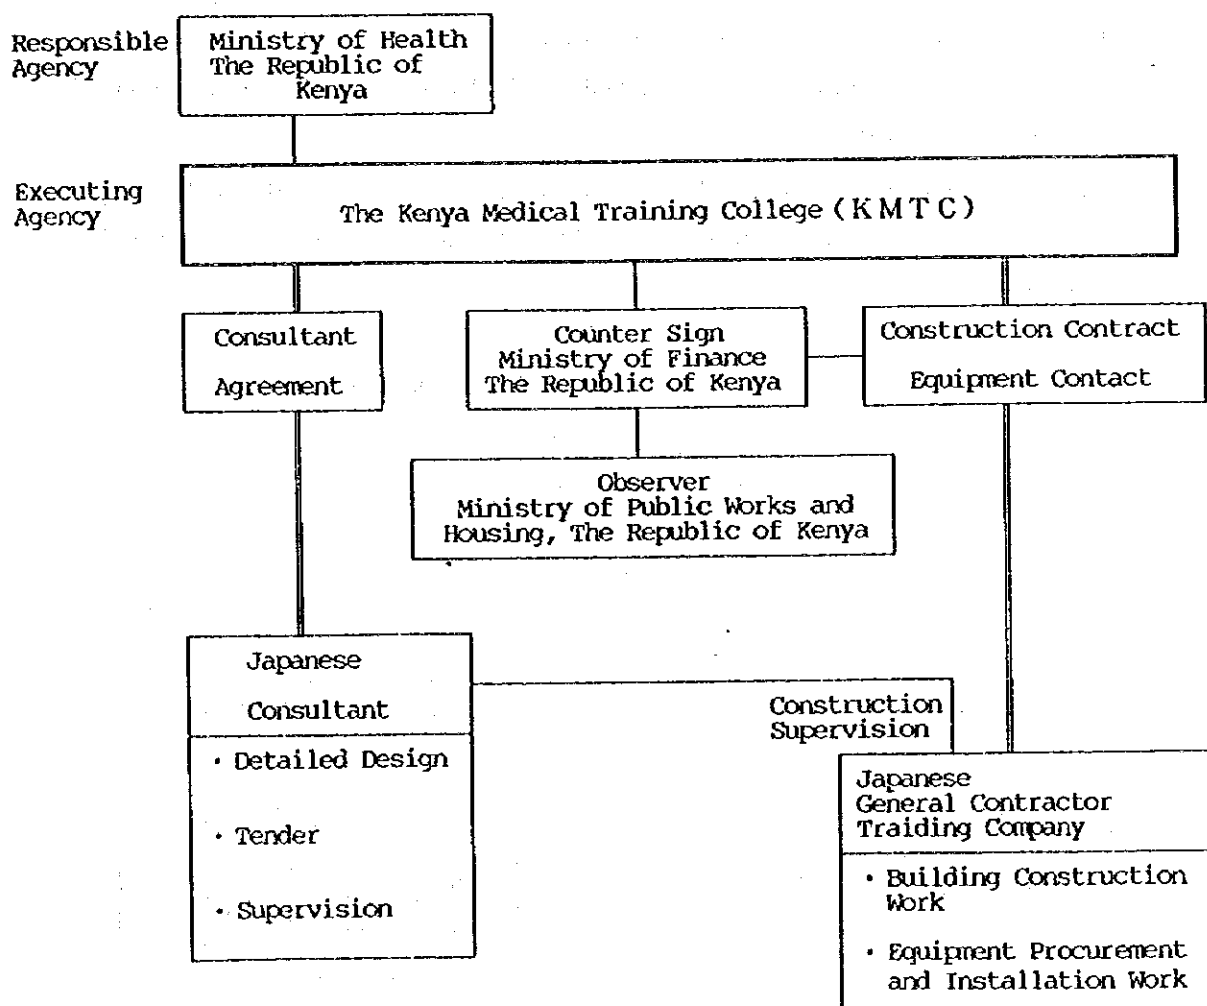 Responsible
Agency
Ministry of Health
The Republic of
Kenya
Executing
Agency
The Kenya Medical Training College (KMTC)
Consultant
Agreement
Counter Sign
Ministry of Finance
The Republic of Kenya
Construction Contract
Equipment Contact
Observer
Ministry of Public Works and
Housing, The Republic of Kenya
Japanese
Consultant
· Detailed Design
· Tender
· Supervision
Construction
Supervision
Japanese
General Contractor
Traiding Company
· Building Construction
Work
· Equipment Procurement
and Installation Work